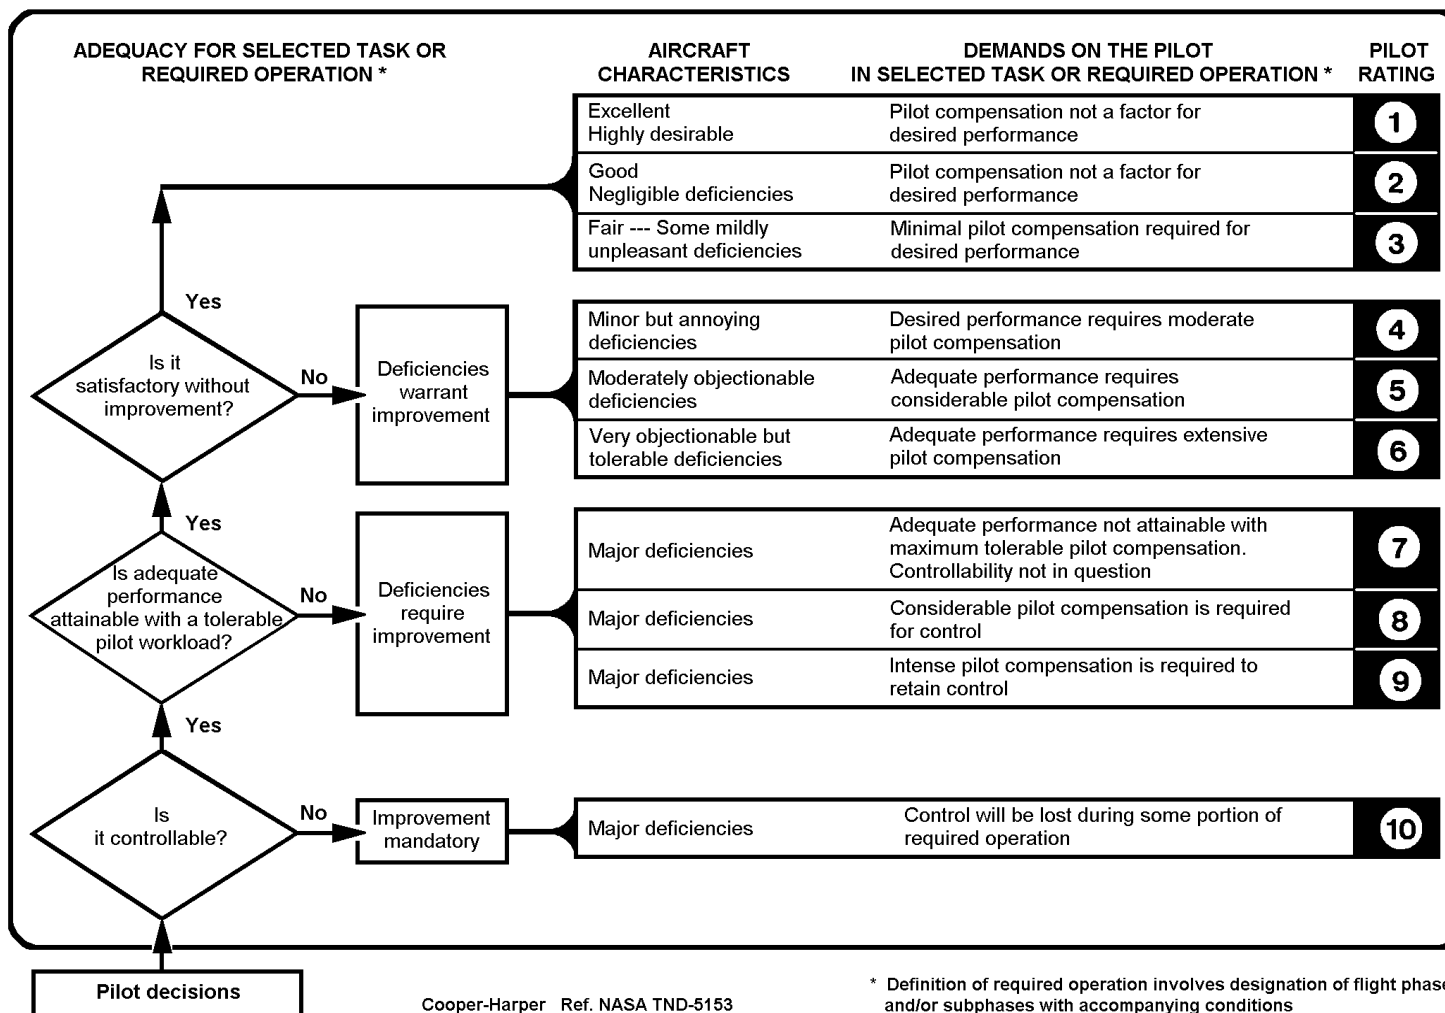 ADEQUACY FOR SELECTED TASK OR
REQUIRED OPERATION *
AIRCRAFT
CHARACTERISTICS
DEMANDS ON THE PILOT
IN SELECTED TASK OR REQUIRED OPERATION *
PILOT
RATING
Excellent
Highly desirable
Pilot compensation not a factor for
desired performance
1
Good
Negligible deficiencies
Pilot compensation not a factor for
desired performance
2
Fair --- Some mildly
unpleasant deficiencies
Minimal pilot compensation required for
desired performance
3
Yes
Is it
satisfactory without
improvement?
No
Deficiencies
warrant
improvement
Minor but annoying
deficiencies
Desired performance requires moderate
pilot compensation
4
Moderately objectionable
deficiencies
Adequate performance requires
considerable pilot compensation
5
Very objectionable but
tolerable deficiencies
Adequate performance requires extensive
pilot compensation
6
Yes
Is adequate
performance
attainable with a tolerable
pilot workload?
No
Deficiencies
require
improvement
Major deficiencies
Adequate performance not attainable with
maximum tolerable pilot compensation.
Controllability not in question
7
Major deficiencies
Considerable pilot compensation is required
for control
8
Major deficiencies
Intense pilot compensation is required to
retain control
9
Yes
Is
it controllable?
No
Improvement
mandatory
Major deficiencies
Control will be lost during some portion of
required operation
10
Pilot decisions
Cooper-Harper Ref. NASA TND-5153
* Definition of required operation involves designation of flight phase
and/or subphases with accompanying conditions